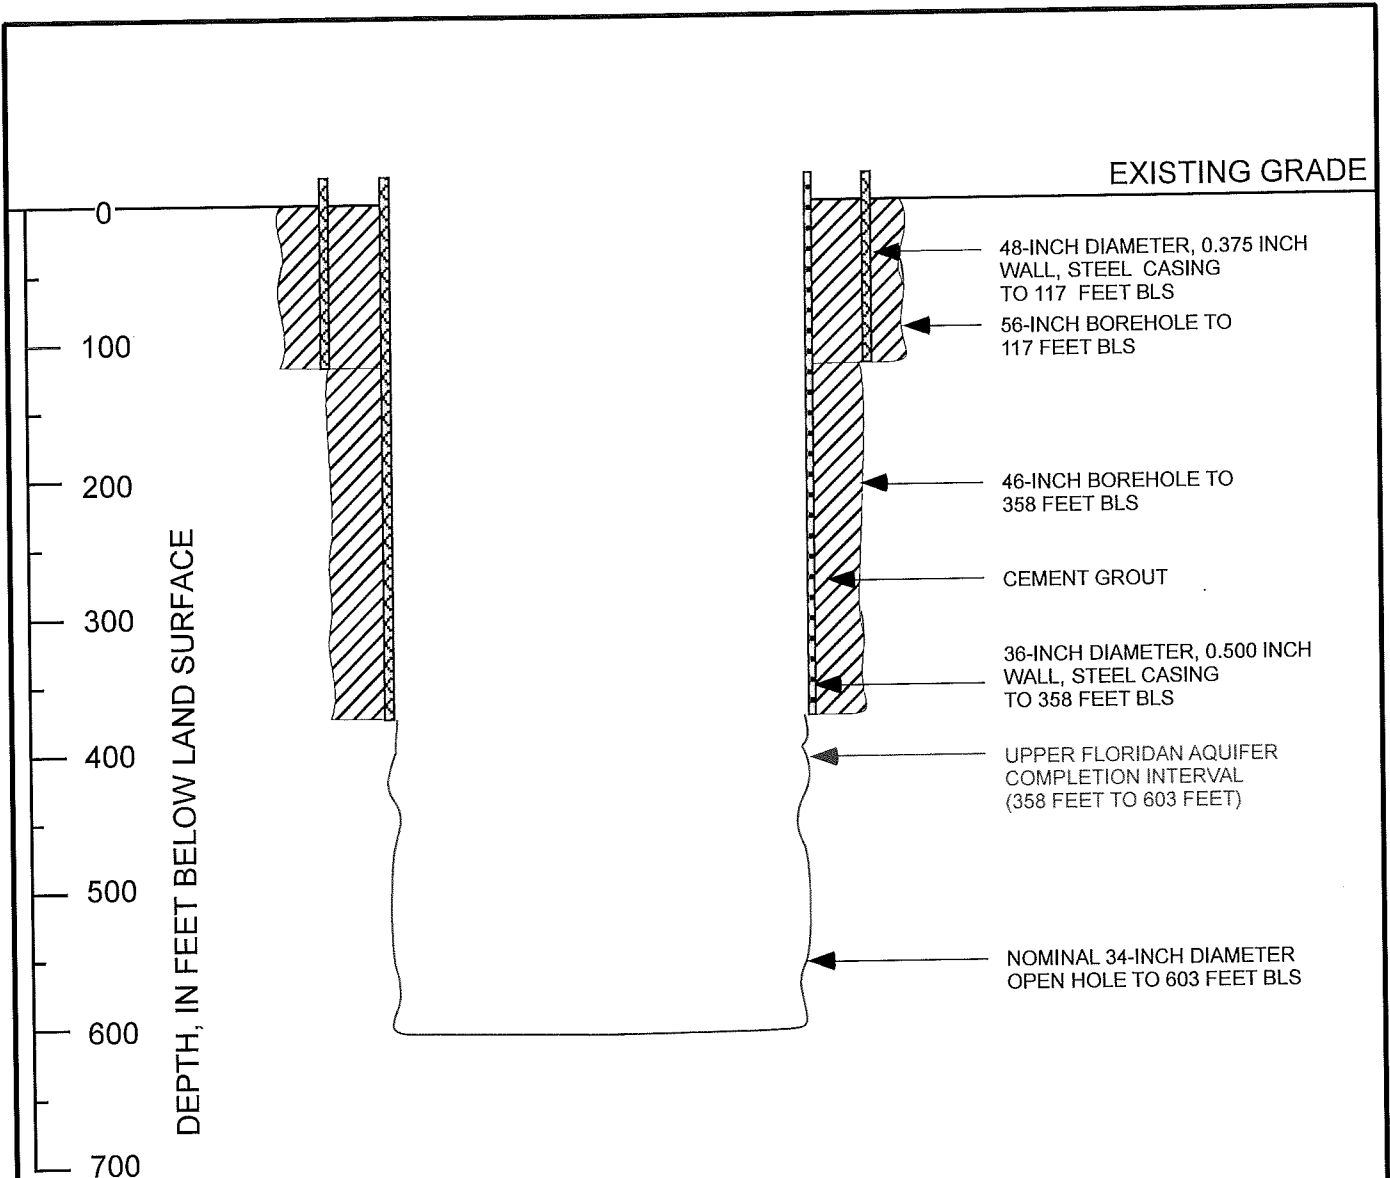 EXISTING GRADE
0
48-INCH DIAMETER, 0.375 INCH
WALL, STEEL CASING
TO 117 FEET BLS
56-INCH BOREHOLE TO
117 FEET BLS
100
46-INCH BOREHOLE TO
358 FEET BLS
200
CEMENT GROUT
300
36-INCH DIAMETER, 0.500 INCH
WALL, STEEL CASING
TO 358 FEET BLS
400
UPPER FLORIDAN AQUIFER
COMPLETION INTERVAL
(358 FEET TO 603 FEET)
500
NOMINAL 34-INCH DIAMETER
OPEN HOLE TO 603 FEET BLS
600
700
DEPTH, IN FEET BELOW LAND SURFACE